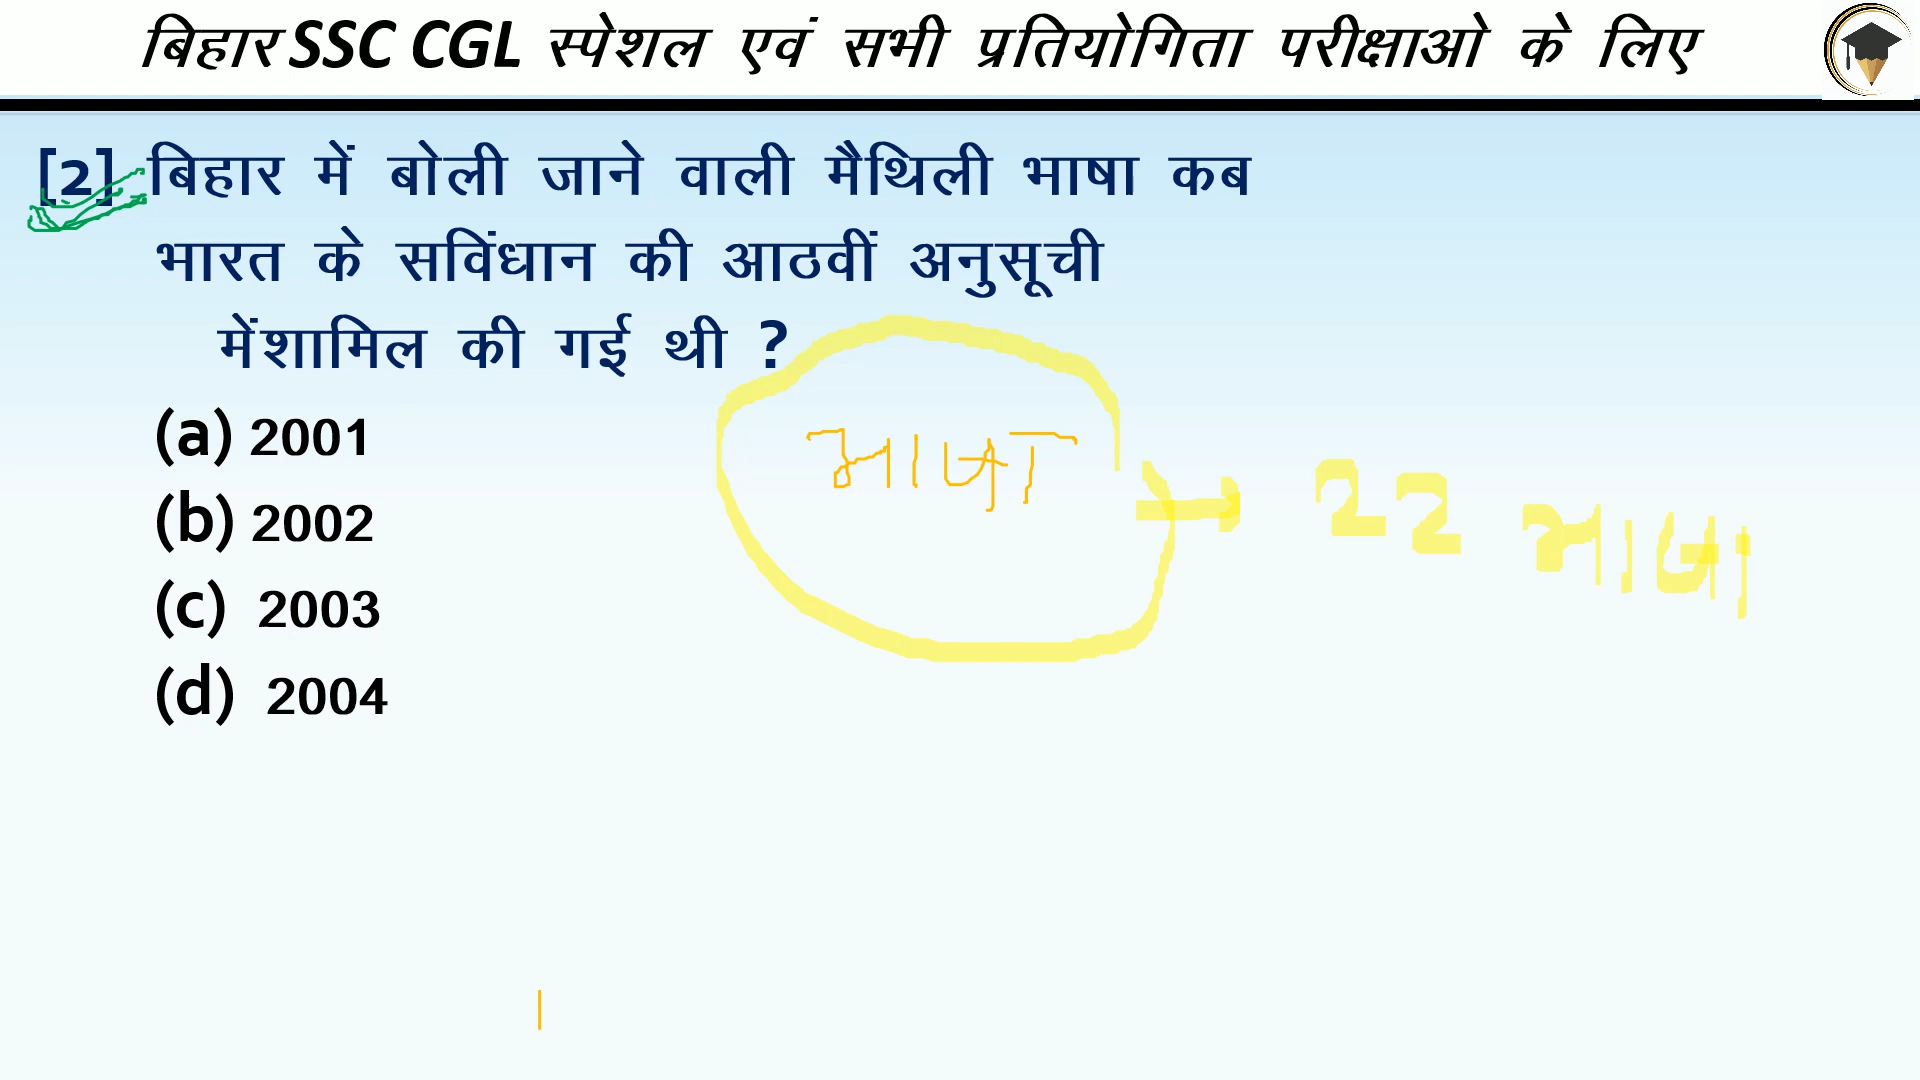 बिहार SSC CGL स्पेशल एवं सभी प्रतियोगिता परीक्षाओ के लिए
[2] बिहार में बोली जाने वाली मैथिली भाषा कब
भारत के सविंधान की आठवीं अनुसूची
मेंशामिल की गई थी ?
भाषा
→ 22 भाषा
(a) 2001
(b) 2002
(c) 2003
(d) 2004